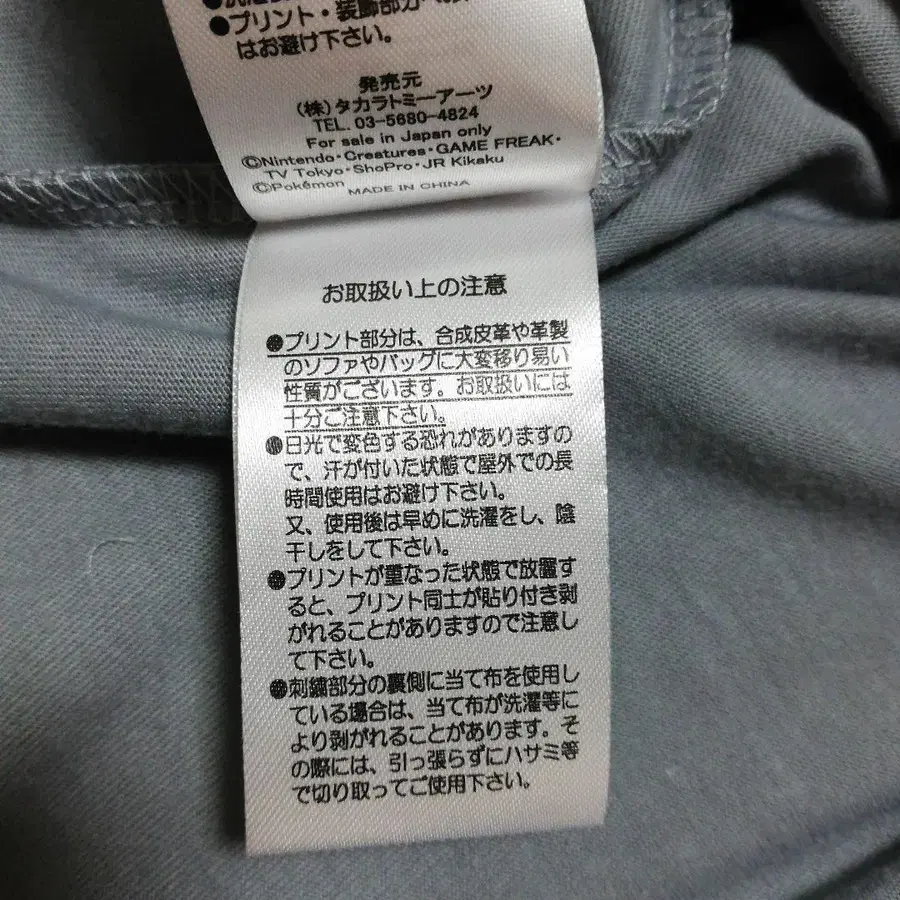 ●プリント・装飾部分へ
はお避け下さい。
発売元
(株)タカラトミーアーツ
TEL. 03-5680-4824
For sale in Japan only
©Nintendo・Creatures・GAME FREAK・
TV Tokyo・ShoPro・JR Kikaku
©Pokémon MADE IN CHINA
お取扱い上の注意
●プリント部分は、合成皮革や革製
のソファやバッグに大変移り易い
性質がございます。お取扱いには
十分ご注意下さい。
●日光で変色する恐れがありますの
で、汗が付いた状態で屋外での長
時間使用はお避け下さい。
又、使用後は早めに洗濯をし、陰
干しをして下さい。
●プリントが重なった状態で放置す
ると、プリント同士が貼り付き剥
がれることがありますので注意し
て下さい。
●刺繍部分の裏側に当て布を使用し
ている場合は、当て布が洗濯等に
より剥がれることがあります。そ
の際には、引っ張らずにハサミ等
で切り取ってご使用下さい。